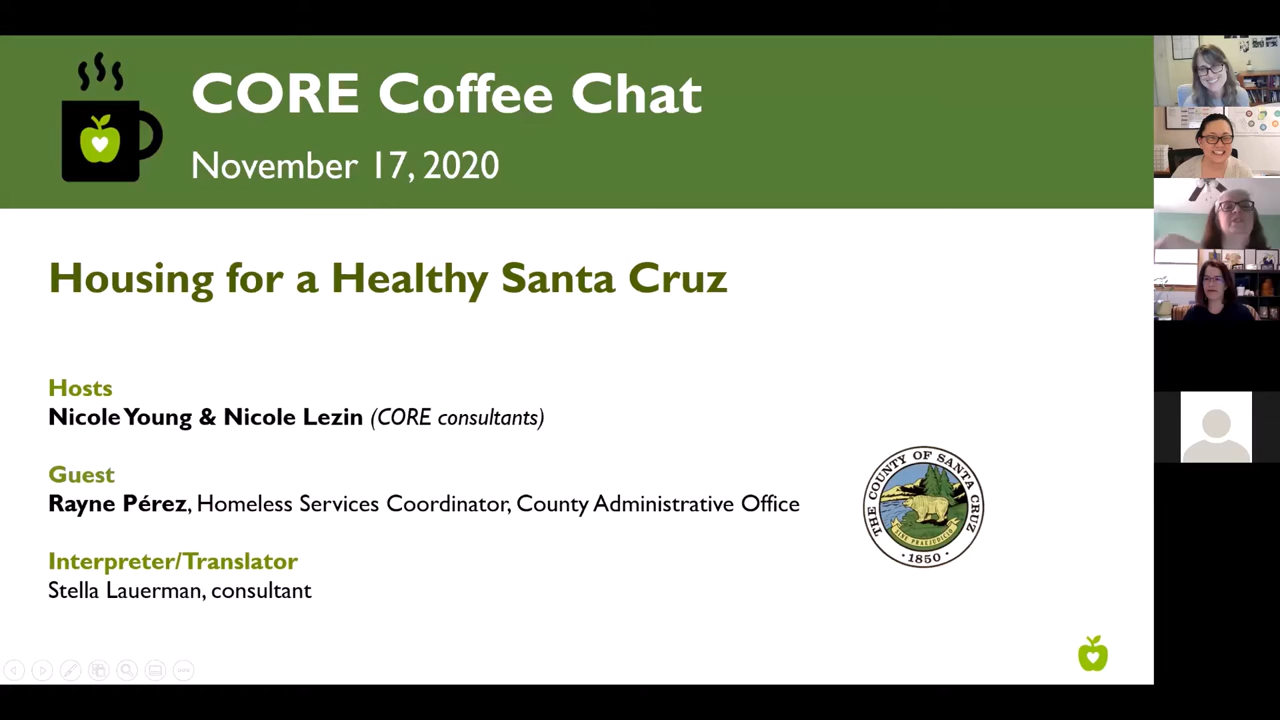 CORE Coffee Chat
November 17, 2020
Housing for a Healthy Santa Cruz
Hosts
Nicole Young & Nicole Lezin (CORE consultants)
Guest
Rayne Pérez, Homeless Services Coordinator, County Administrative Office
Interpreter/Translator
Stella Lauerman, consultant
THE COUNTY OF SANTA CRUZ
SINE PRAEJUDICIO
• 1850 •